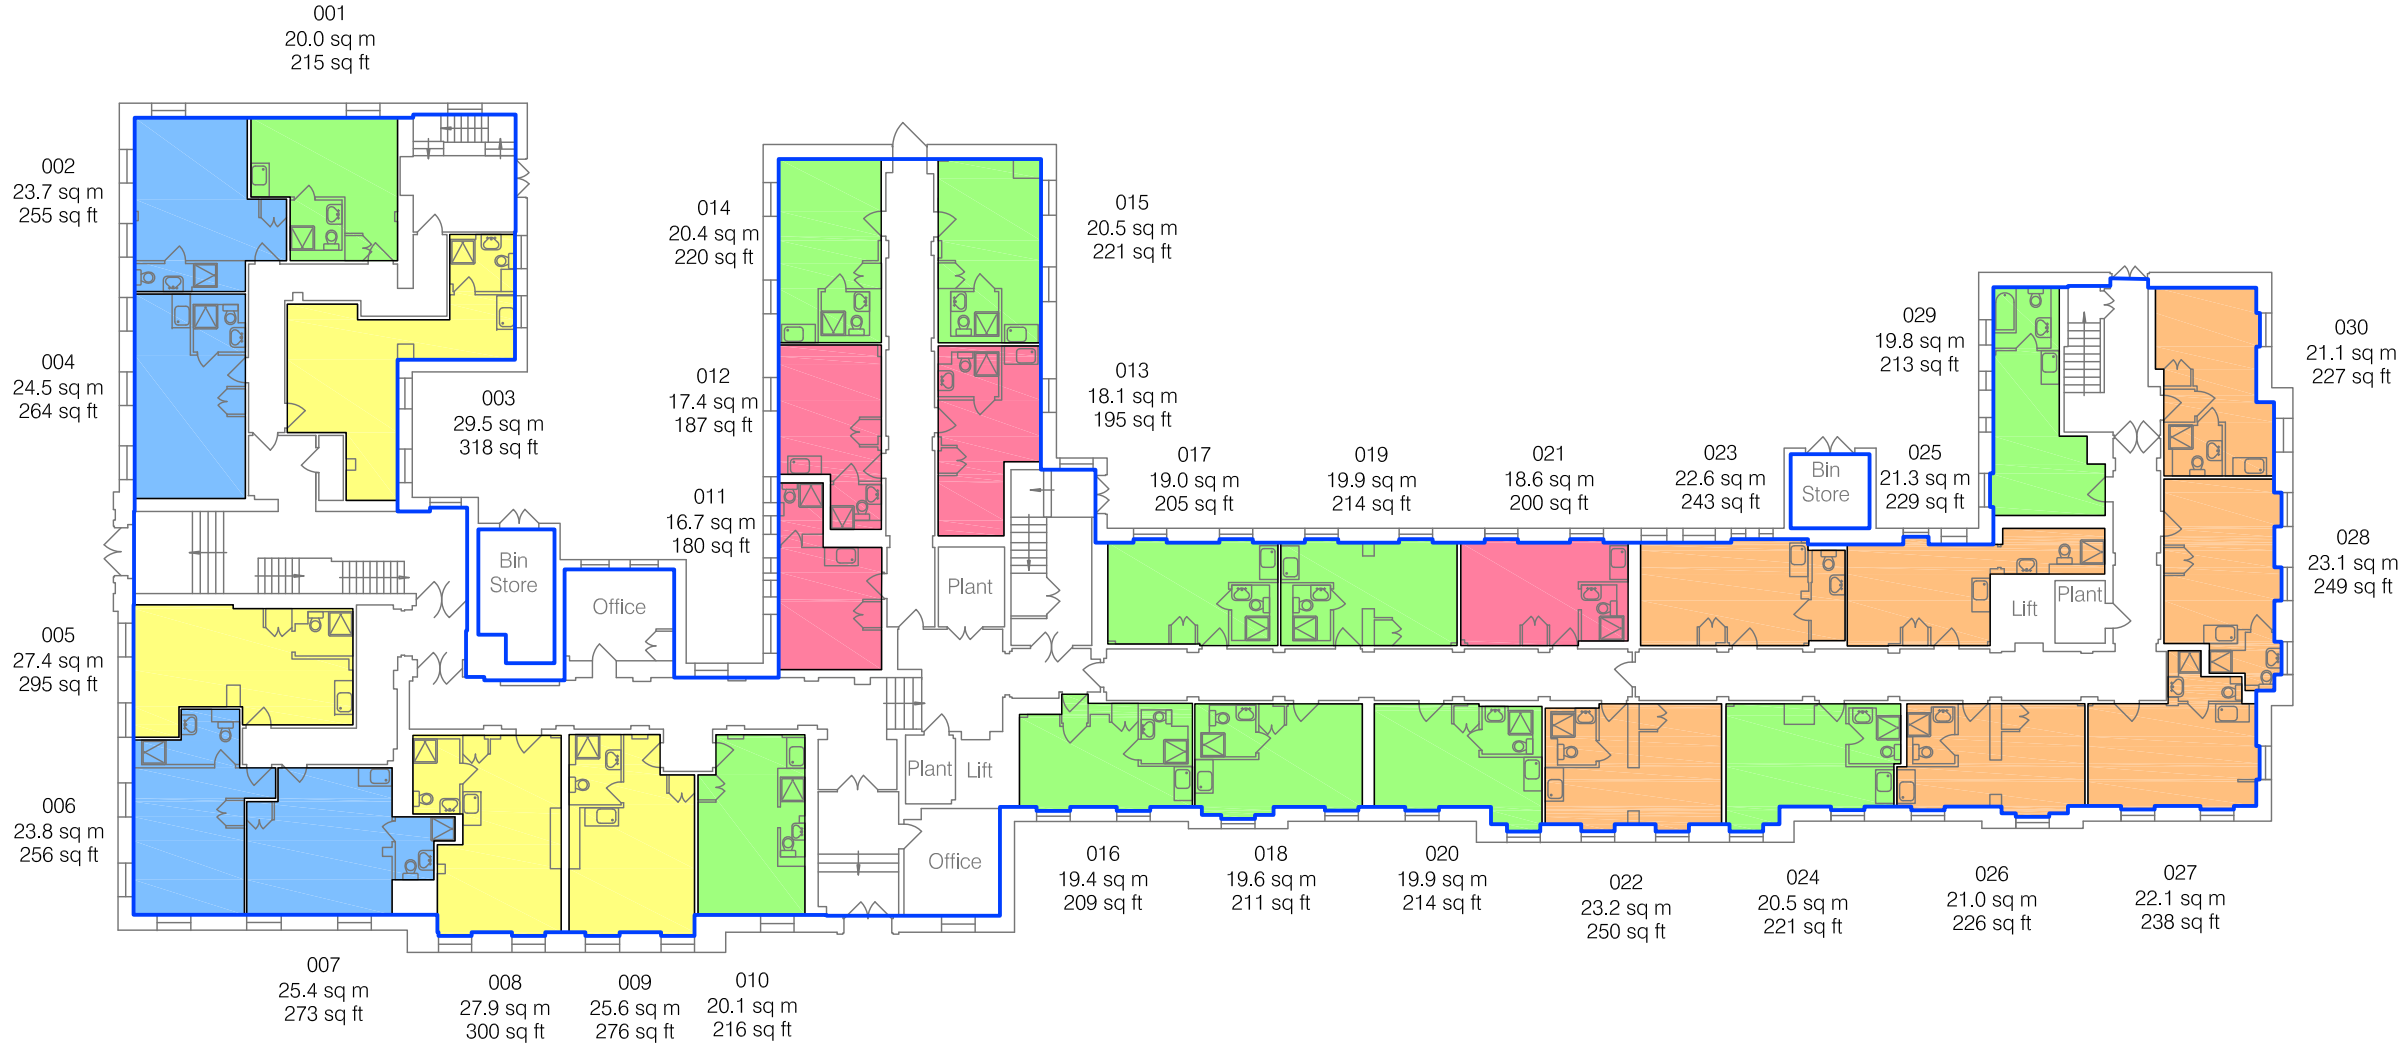 001
20.0 sq m
215 sq ft
002
23.7 sq m
255 sq ft
004
24.5 sq m
264 sq ft
003
29.5 sq m
318 sq ft
014
20.4 sq m
220 sq ft
015
20.5 sq m
221 sq ft
012
17.4 sq m
187 sq ft
013
18.1 sq m
195 sq ft
011
16.7 sq m
180 sq ft
017
19.0 sq m
205 sq ft
019
19.9 sq m
214 sq ft
021
18.6 sq m
200 sq ft
023
22.6 sq m
243 sq ft
Bin
Store
025
21.3 sq m
229 sq ft
029
19.8 sq m
213 sq ft
030
21.1 sq m
227 sq ft
028
23.1 sq m
249 sq ft
Bin
Store
Office
Plant
Lift
Plant
005
27.4 sq m
295 sq ft
006
23.8 sq m
256 sq ft
Plant
Lift
Office
007
25.4 sq m
273 sq ft
008
27.9 sq m
300 sq ft
009
25.6 sq m
276 sq ft
010
20.1 sq m
216 sq ft
016
19.4 sq m
209 sq ft
018
19.6 sq m
211 sq ft
020
19.9 sq m
214 sq ft
022
23.2 sq m
250 sq ft
024
20.5 sq m
221 sq ft
026
21.0 sq m
226 sq ft
027
22.1 sq m
238 sq ft